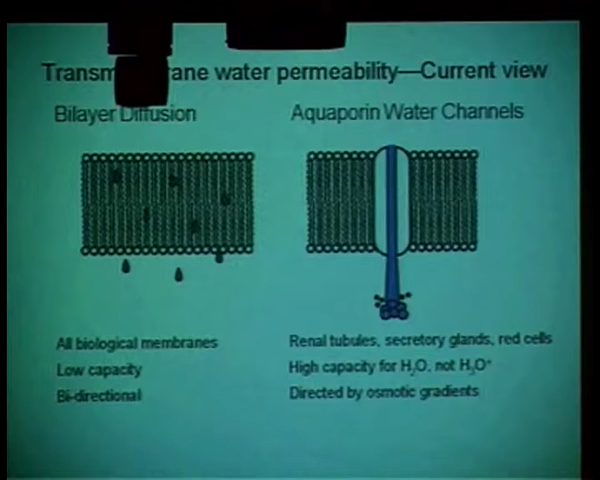 Transm rane water permeability—Current view
Bilayer Diffusion
Aquaporin Water Channels
All biological membranes
Low capacity
Bi-directional
Renal tubules, secretory glands, red cells
High capacity for H₂O, not H₃O⁺
Directed by osmotic gradients